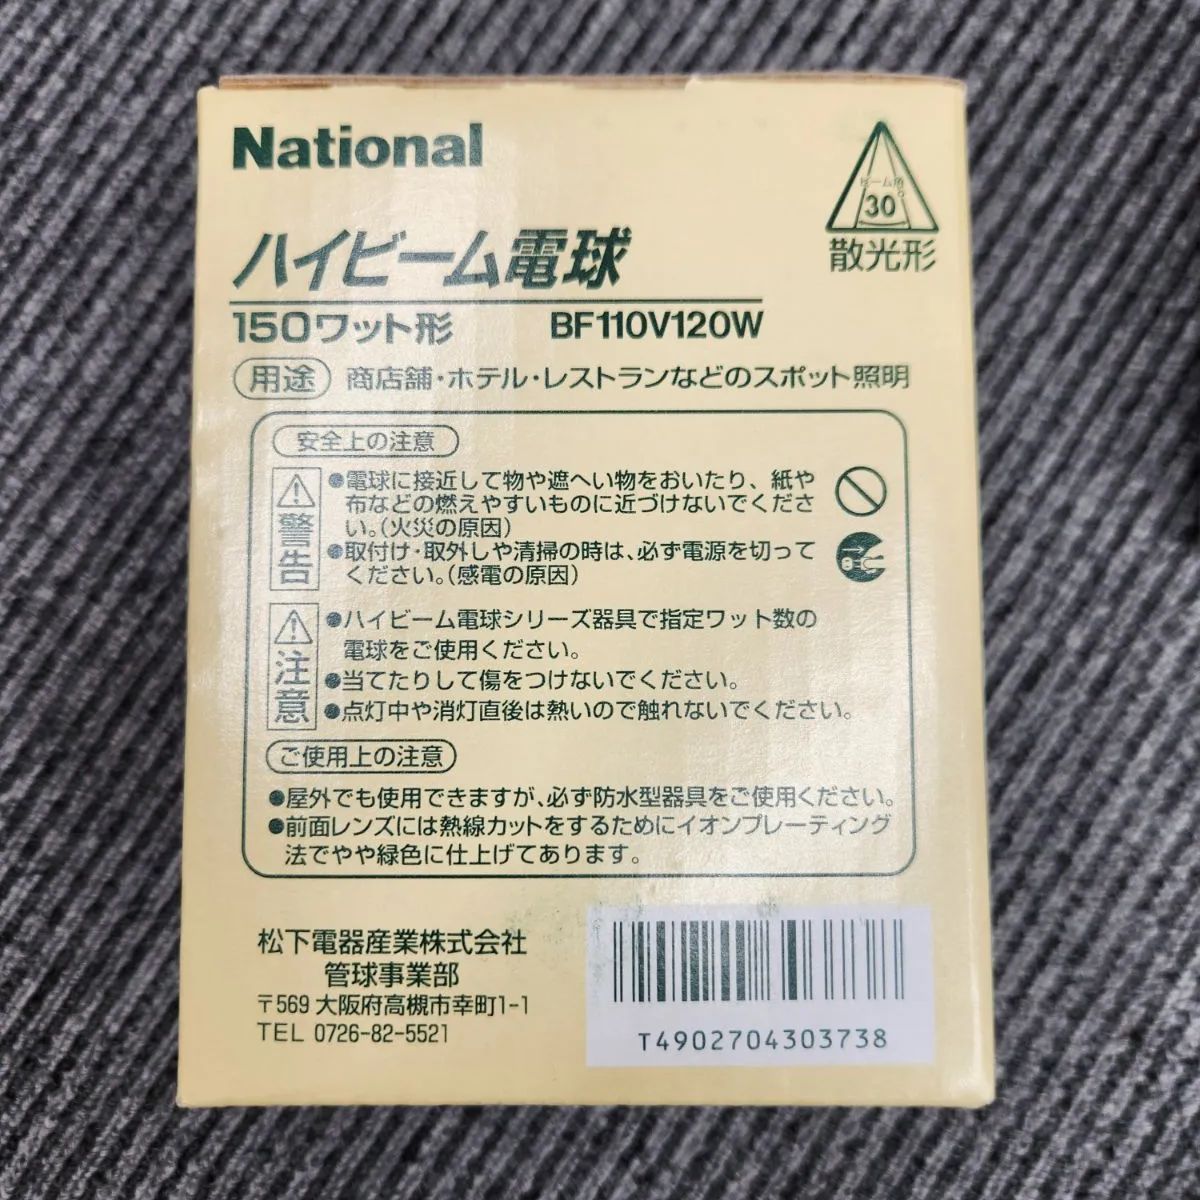 National
ビーム角
30°
散光形
ハイビーム電球
150ワット形 BF110V120W
用途 商店舗・ホテル・レストランなどのスポット照明
安全上の注意
警告
●電球に接近して物や遮へい物をおいたり、紙や
布などの燃えやすいものに近づけないでくださ
い。(火災の原因)
●取付け・取外しや清掃の時は、必ず電源を切って
ください。(感電の原因)
注意
●ハイビーム電球シリーズ器具で指定ワット数の
電球をご使用ください。
●当てたりして傷をつけないでください。
●点灯中や消灯直後は熱いので触れないでください。
ご使用上の注意
●屋外でも使用できますが、必ず防水型器具をご使用ください。
●前面レンズには熱線カットをするためにイオンプレーティング
法でやや緑色に仕上げてあります。
松下電器産業株式会社
管球事業部
〒569 大阪府高槻市幸町1-1
TEL 0726-82-5521
T4902704303738